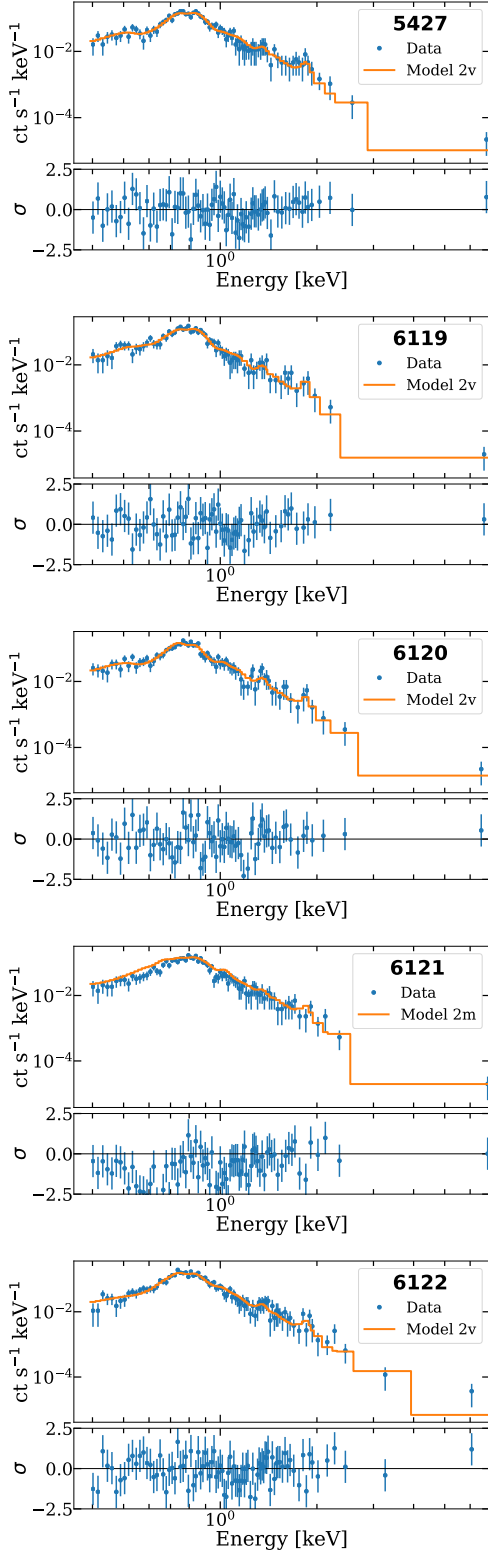 5427
Data
Model 2v
ct s⁻¹ keV⁻¹
10⁻²
10⁻⁴
σ
2.5
0.0
−2.5
10⁰
Energy [keV]
6119
Data
Model 2v
ct s⁻¹ keV⁻¹
10⁻²
10⁻⁴
σ
2.5
0.0
−2.5
10⁰
Energy [keV]
6120
Data
Model 2v
ct s⁻¹ keV⁻¹
10⁻²
10⁻⁴
σ
2.5
0.0
−2.5
10⁰
Energy [keV]
6121
Data
Model 2m
ct s⁻¹ keV⁻¹
10⁻²
10⁻⁴
σ
2.5
0.0
−2.5
10⁰
Energy [keV]
6122
Data
Model 2v
ct s⁻¹ keV⁻¹
10⁻²
10⁻⁴
σ
2.5
0.0
−2.5
10⁰
Energy [keV]